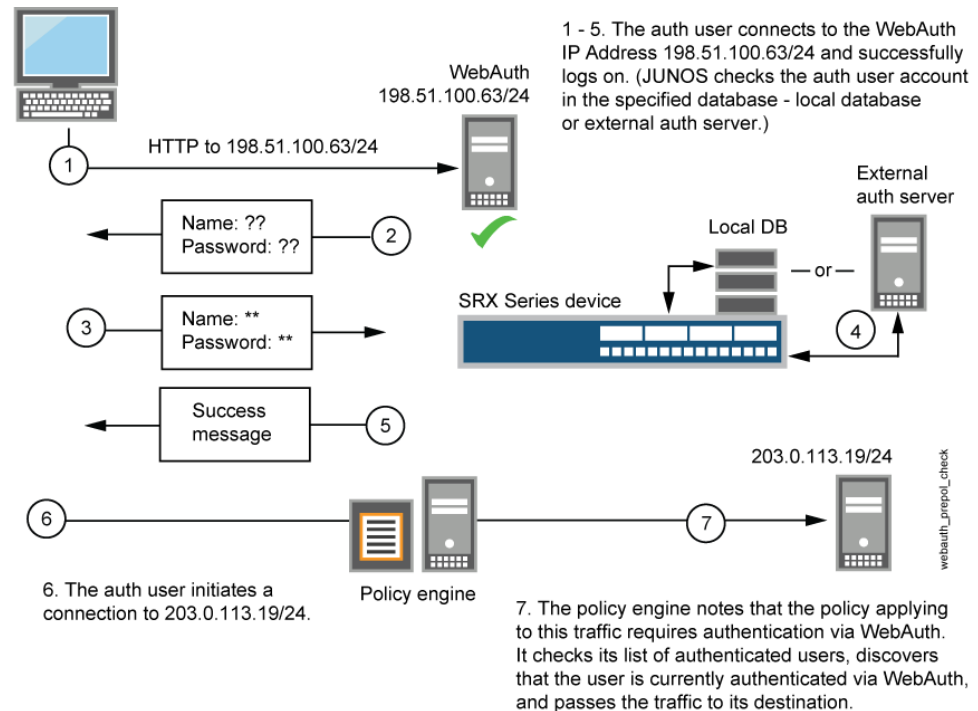 1 - 5. The auth user connects to the WebAuth
IP Address 198.51.100.63/24 and successfully
logs on. (JUNOS checks the auth user account
in the specified database - local database
or external auth server.)
WebAuth
198.51.100.63/24
1
HTTP to 198.51.100.63/24
External
auth server
Name: ??
Password: ??
2
Local DB
or
SRX Series device
3
Name: **
Password: **
4
Success
message
5
203.0.113.19/24
6
7
webauth_prepol_check
Policy engine
6. The auth user initiates a
connection to 203.0.113.19/24.
7. The policy engine notes that the policy applying
to this traffic requires authentication via WebAuth.
It checks its list of authenticated users, discovers
that the user is currently authenticated via WebAuth,
and passes the traffic to its destination.